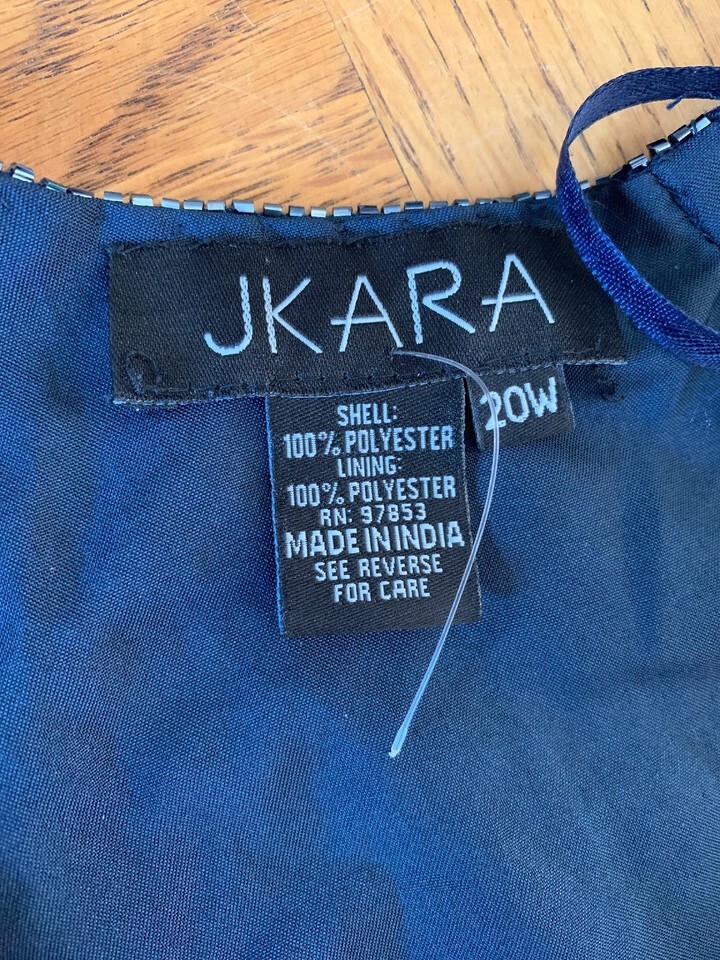 JKARA
20W
SHELL:
100% POLYESTER
LINING:
100% POLYESTER
RN: 97853
MADE IN INDIA
SEE REVERSE
FOR CARE